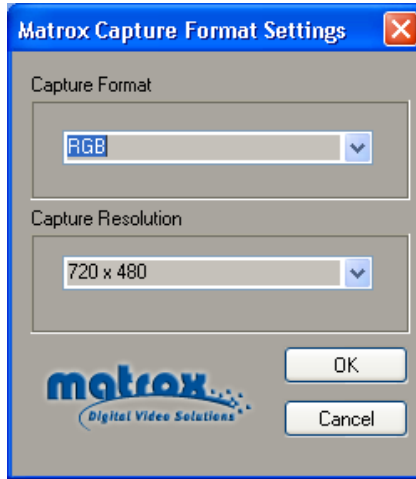 Matrox Capture Format Settings
Capture Format
RGB
Capture Resolution
720 x 480
matrox
Digital Video Solutions
OK
Cancel